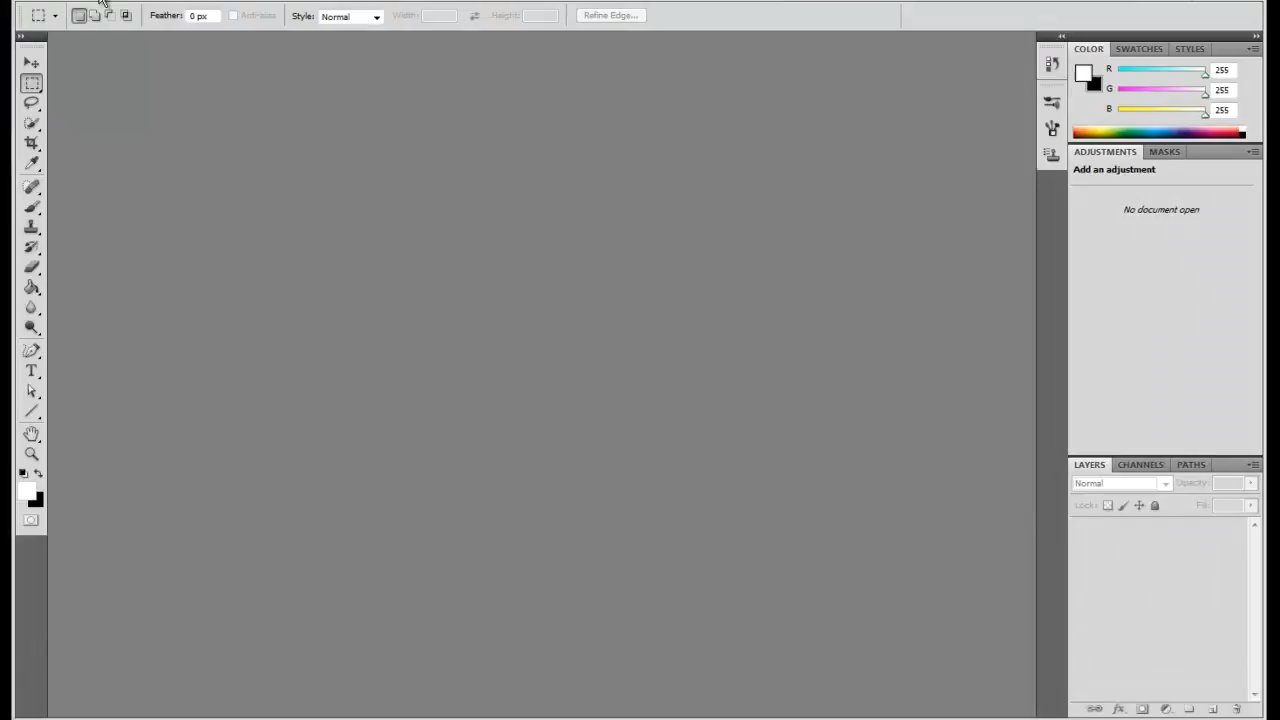 Feather: 0 px Anti-alias Style: Normal Width: Height: Refine Edge...
COLOR SWATCHES STYLES
R 255
G 255
B 255
ADJUSTMENTS MASKS
Add an adjustment
No document open
LAYERS CHANNELS PATHS
Normal Opacity:
Lock: Fill: